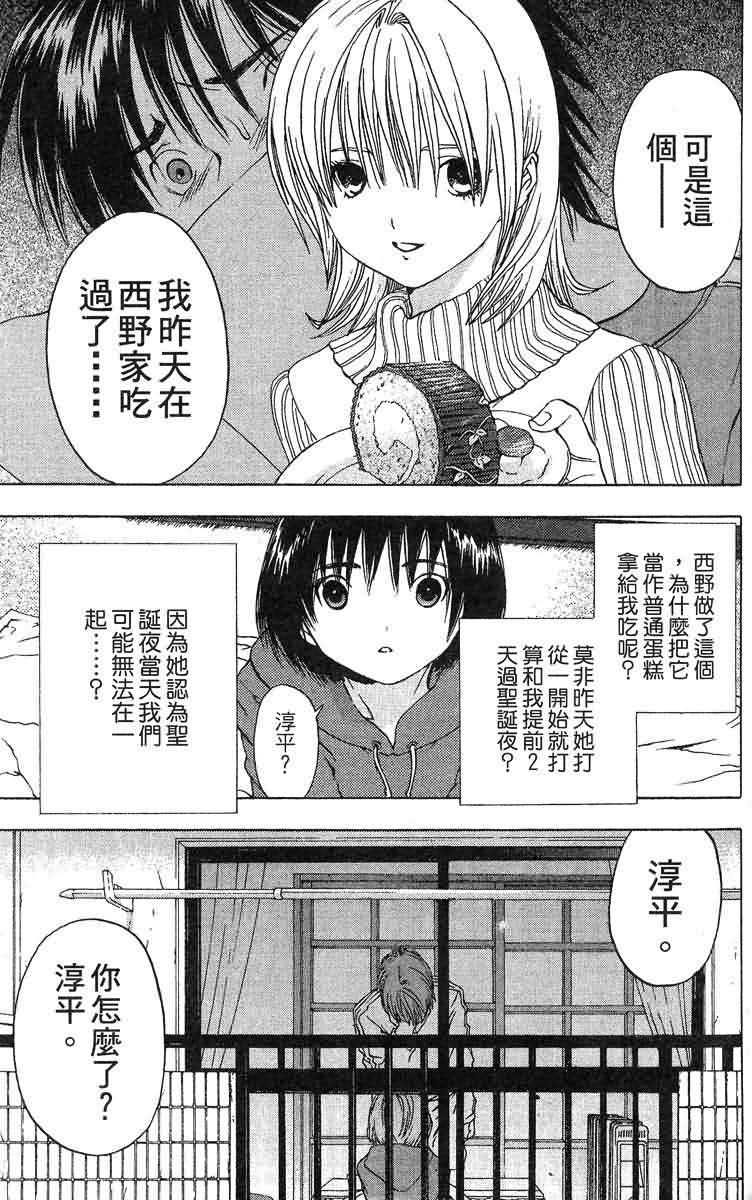 可是這
個——
我昨天在
西野家吃
過了……
西野做了這個
，為什麼把它
當作普通蛋糕
拿給我吃呢？
莫非昨天她打
從一開始就打
算和我提前2
天過聖誕夜？
淳平？
因為她認為聖
誕夜當天我們
可能無法在一
起……？
淳平。
你怎麼了？
淳平。